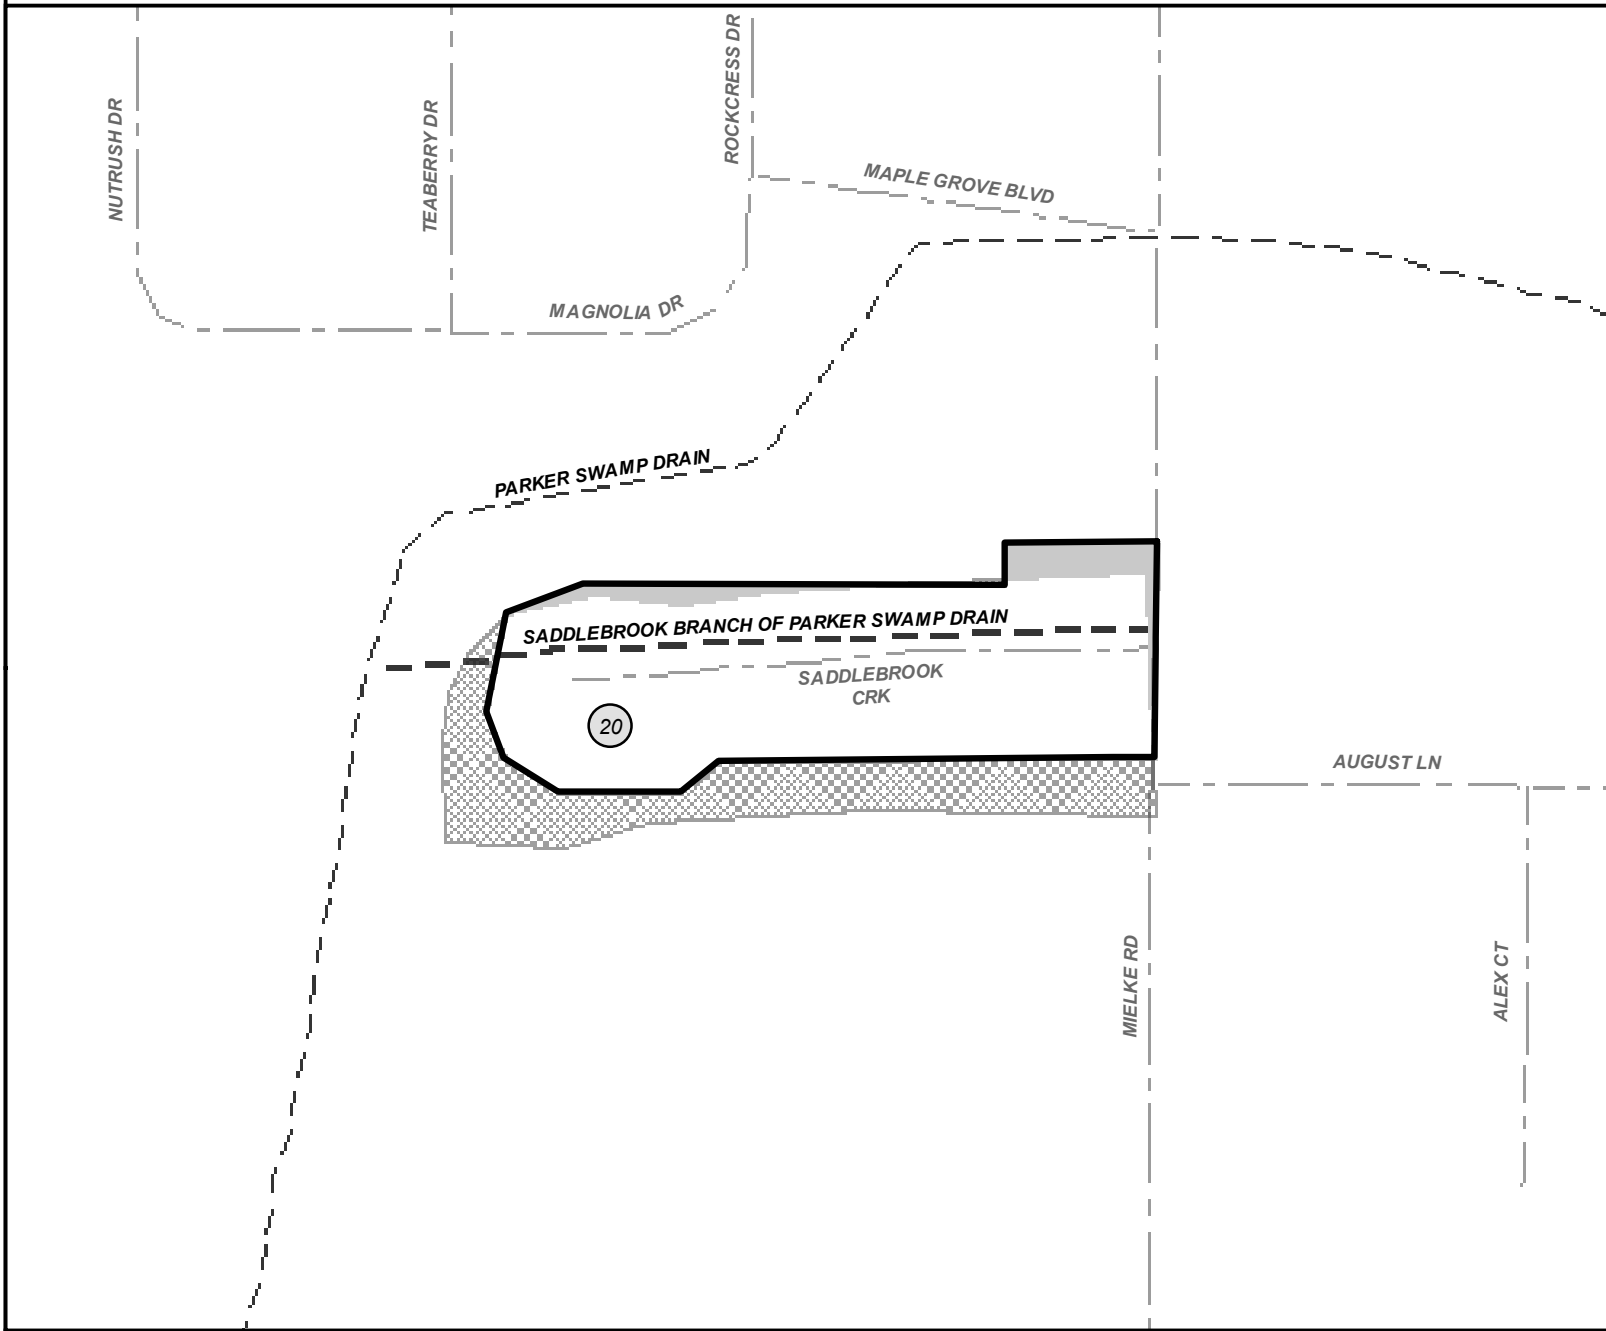 NUTRUSH DR
TEABERRY DR
ROCKCRESS DR
MAPLE GROVE BLVD
MAGNOLIA DR
PARKER SWAMP DRAIN
SADDLEBROOK BRANCH OF PARKER SWAMP DRAIN
SADDLEBROOK
CRK
20
AUGUST LN
MIELKE RD
ALEX CT